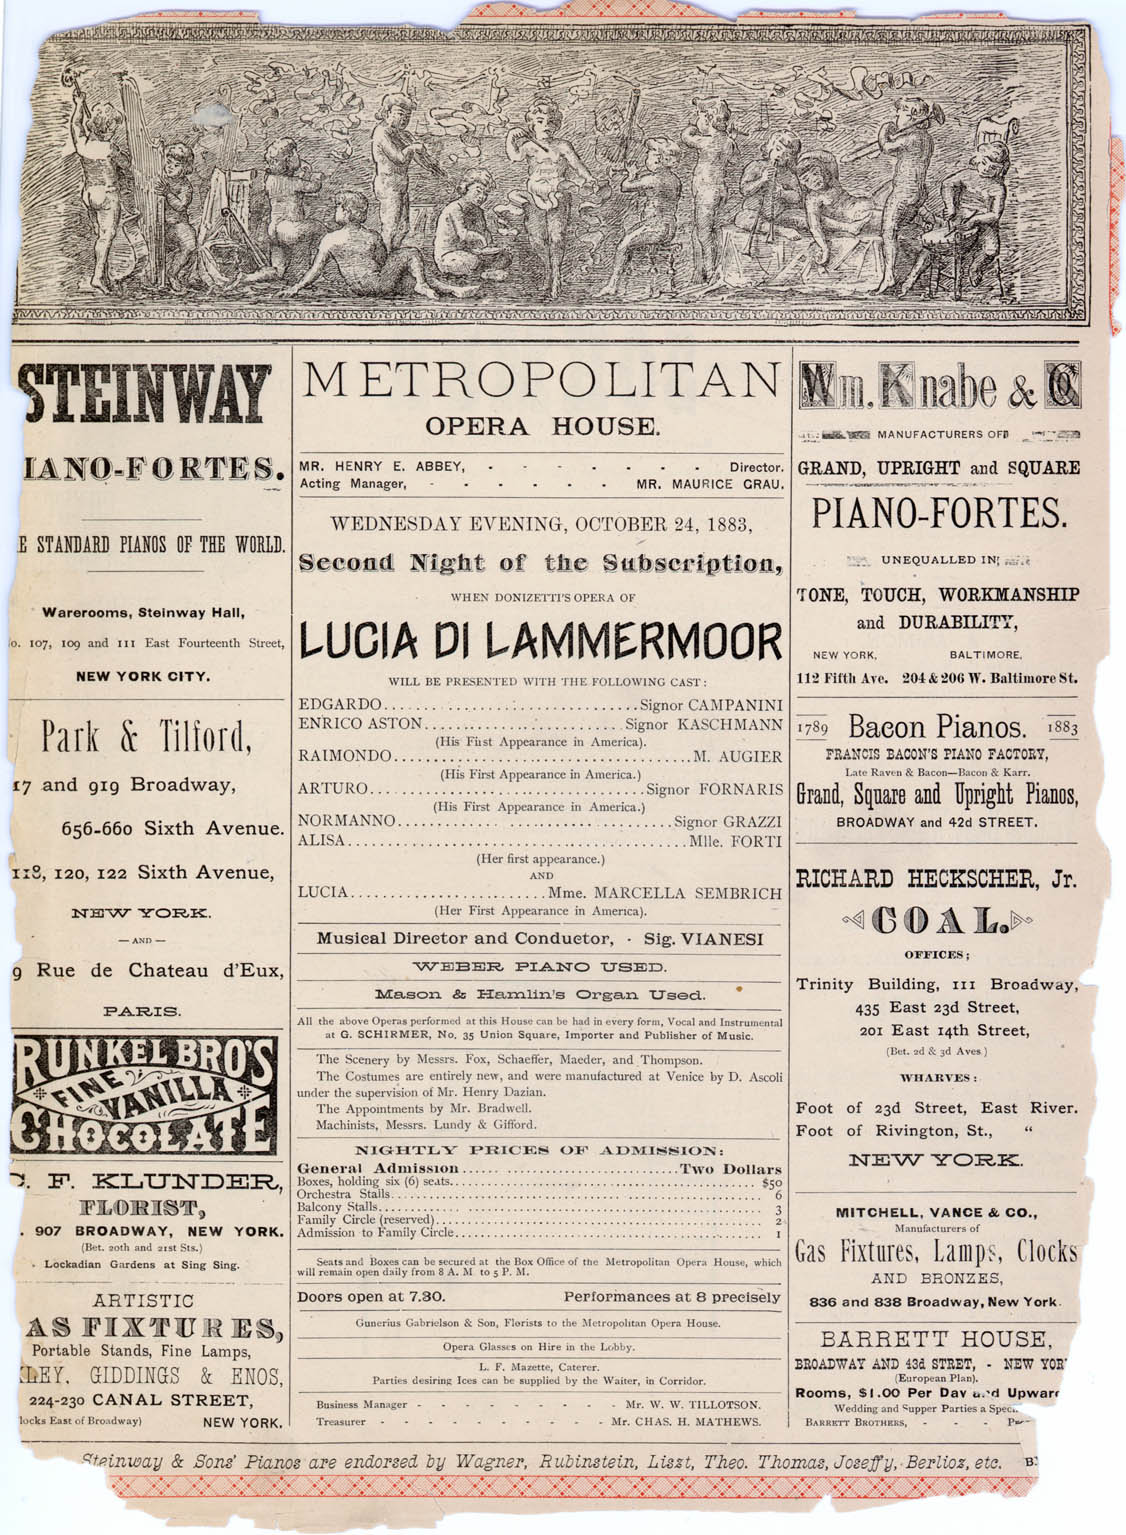 STEINWAY
IANO-FORTES.
E STANDARD PIANOS OF THE WORLD.
Warerooms, Steinway Hall,
o. 107, 109 and 111 East Fourteenth Street,
NEW YORK CITY.
Park & Tilford,
17 and 919 Broadway,
656-660 Sixth Avenue.
118, 120, 122 Sixth Avenue,
NEW YORK.
— AND —
9 Rue de Chateau d'Eux,
PARIS.
RUNKEL BRO'S
FINE
VANILLA
CHOCOLATE
C. F. KLUNDER,
FLORIST,
. 907 BROADWAY, NEW YORK.
(Bet. 20th and 21st Sts.)
Lockadian Gardens at Sing Sing.
ARTISTIC
AS FIXTURES,
Portable Stands, Fine Lamps,
LEY, GIDDINGS & ENOS,
224-230 CANAL STREET,
locks East of Broadway) NEW YORK.
METROPOLITAN
OPERA HOUSE.
MR. HENRY E. ABBEY, - - - - - - Director.
Acting Manager, - - - - - MR. MAURICE GRAU.
WEDNESDAY EVENING, OCTOBER 24, 1883,
Second Night of the Subscription,
WHEN DONIZETTI'S OPERA OF
LUCIA DI LAMMERMOOR
WILL BE PRESENTED WITH THE FOLLOWING CAST:
EDGARDO................................Signor CAMPANINI
ENRICO ASTON........................Signor KASCHMANN
(His First Appearance in America).
RAIMONDO....................................M. AUGIER
(His First Appearance in America.)
ARTURO.................................Signor FORNARIS
(His First Appearance in America.)
NORMANNO.................................Signor GRAZZI
ALISA..........................................Mlle. FORTI
(Her first appearance.)
AND
LUCIA........................Mme. MARCELLA SEMBRICH
(Her First Appearance in America).
Musical Director and Conductor, - Sig. VIANESI
WEBER PIANO USED.
Mason & Hamlin's Organ Used.
All the above Operas performed at this House can be had in every form, Vocal and Instrumental
at G. SCHIRMER, No. 35 Union Square, Importer and Publisher of Music.
The Scenery by Messrs. Fox, Schaeffer, Maeder, and Thompson.
The Costumes are entirely new, and were manufactured at Venice by D. Ascoli
under the supervision of Mr. Henry Dazian.
The Appointments by Mr. Bradwell.
Machinists, Messrs. Lundy & Gifford.
NIGHTLY PRICES OF ADMISSION:
General Admission..............................Two Dollars
Boxes, holding six (6) seats...............................$50
Orchestra Stalls................................................6
Balcony Stalls..................................................3
Family Circle (reserved).......................................2
Admission to Family Circle....................................1
Seats and Boxes can be secured at the Box Office of the Metropolitan Opera House, which
will remain open daily from 8 A. M. to 5 P. M.
Doors open at 7.30. Performances at 8 precisely
Gunerius Gabrielson & Son, Florists to the Metropolitan Opera House.
Opera Glasses on Hire in the Lobby.
L. F. Mazette, Caterer.
Parties desiring Ices can be supplied by the Waiter, in Corridor.
Business Manager - - - - - - - - - Mr. W. W. TILLOTSON.
Treasurer - - - - - - - - - - Mr. CHAS. H. MATHEWS.
Wm. Knabe & Co
MANUFACTURERS OF
GRAND, UPRIGHT and SQUARE
PIANO-FORTES.
UNEQUALLED IN
TONE, TOUCH, WORKMANSHIP
and DURABILITY,
NEW YORK, BALTIMORE,
112 Fifth Ave. 204 & 206 W. Baltimore St.
1789 Bacon Pianos. 1883
FRANCIS BACON'S PIANO FACTORY,
Late Raven & Bacon—Bacon & Karr.
Grand, Square and Upright Pianos,
BROADWAY and 42d STREET.
RICHARD HECKSCHER, Jr.
COAL.
OFFICES;
Trinity Building, 111 Broadway,
435 East 23d Street,
201 East 14th Street,
(Bet. 2d & 3d Aves.)
WHARVES:
Foot of 23d Street, East River.
Foot of Rivington, St., "
NEW YORK.
MITCHELL, VANCE & CO.,
Manufacturers of
Gas Fixtures, Lamps, Clocks
AND BRONZES,
836 and 838 Broadway, New York.
BARRETT HOUSE,
BROADWAY AND 43d STRET, - NEW YOR
(European Plan).
Rooms, $1.00 Per Day and Upward
Wedding and Supper Parties a Spec
BARRETT BROTHERS, - - - P
Steinway & Sons' Pianos are endorsed by Wagner, Rubinstein, Liszt, Theo. Thomas, Joseffy, Berlioz, etc.